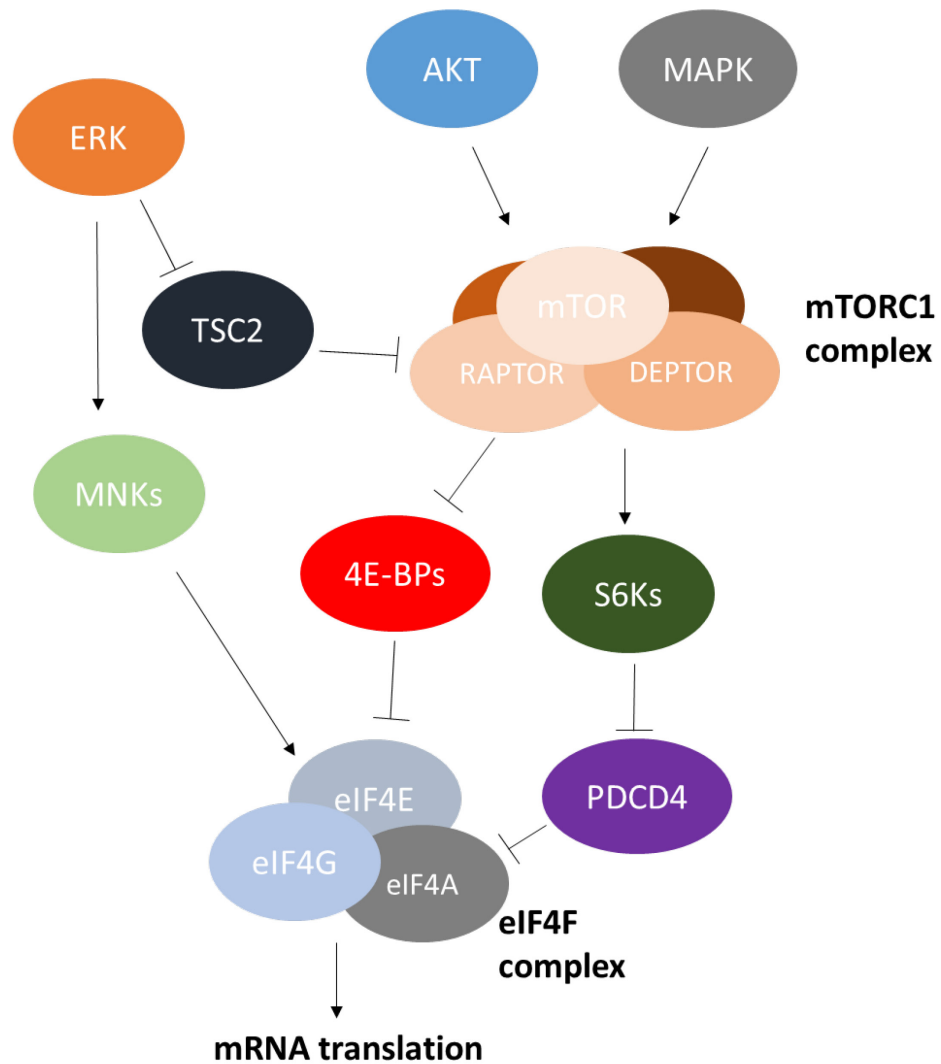 AKT
MAPK
ERK
mTOR
mTORC1
complex
TSC2
RAPTOR
DEPTOR
MNKs
4E-BPs
S6Ks
eIF4E
PDCD4
eIF4G
eIF4A
eIF4F
complex
mRNA translation